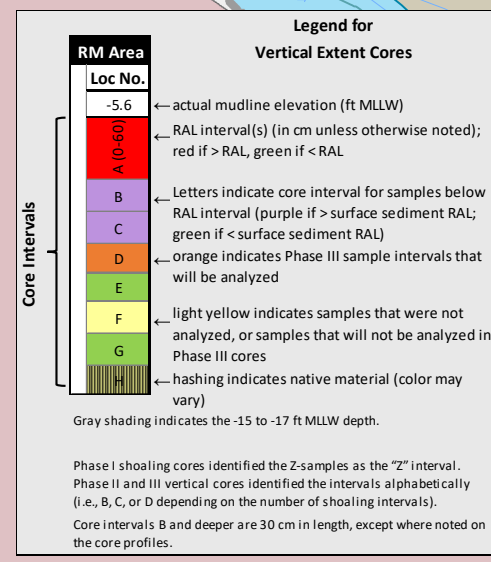 Legend for
Vertical Extent Cores
RM Area
Loc No.
-5.6
← actual mudline elevation (ft MLLW)
A (0-60)
← RAL interval(s) (in cm unless otherwise noted);
red if > RAL, green if < RAL
Core Intervals
B
← Letters indicate core interval for samples below
RAL interval (purple if > surface sediment RAL;
green if < surface sediment RAL)
C
D
← orange indicates Phase III sample intervals that
will be analyzed
E
F
← light yellow indicates samples that were not
analyzed, or samples that will not be analyzed in
Phase III cores
G
H
← hashing indicates native material (color may
vary)
Gray shading indicates the -15 to -17 ft MLLW depth.
Phase I shoaling cores identified the Z-samples as the "Z" interval.
Phase II and III vertical cores identified the intervals alphabetically
(i.e., B, C, or D depending on the number of shoaling intervals).
Core intervals B and deeper are 30 cm in length, except where noted on
the core profiles.